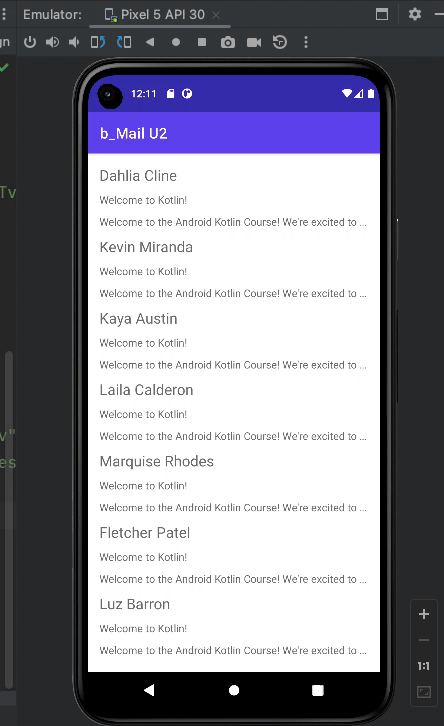 Emulator: Pixel 5 API 30
gn
12:11
b_Mail U2
Tv
Dahlia Cline
Welcome to Kotlin!
Welcome to the Android Kotlin Course! We're excited to ...
Kevin Miranda
Welcome to Kotlin!
Welcome to the Android Kotlin Course! We're excited to ...
Kaya Austin
Welcome to Kotlin!
Welcome to the Android Kotlin Course! We're excited to ...
Laila Calderon
Welcome to Kotlin!
Welcome to the Android Kotlin Course! We're excited to ...
v"
es
Marquise Rhodes
Welcome to Kotlin!
Welcome to the Android Kotlin Course! We're excited to ...
Fletcher Patel
Welcome to Kotlin!
Welcome to the Android Kotlin Course! We're excited to ...
Luz Barron
Welcome to Kotlin!
Welcome to the Android Kotlin Course! We're excited to ...
1:1